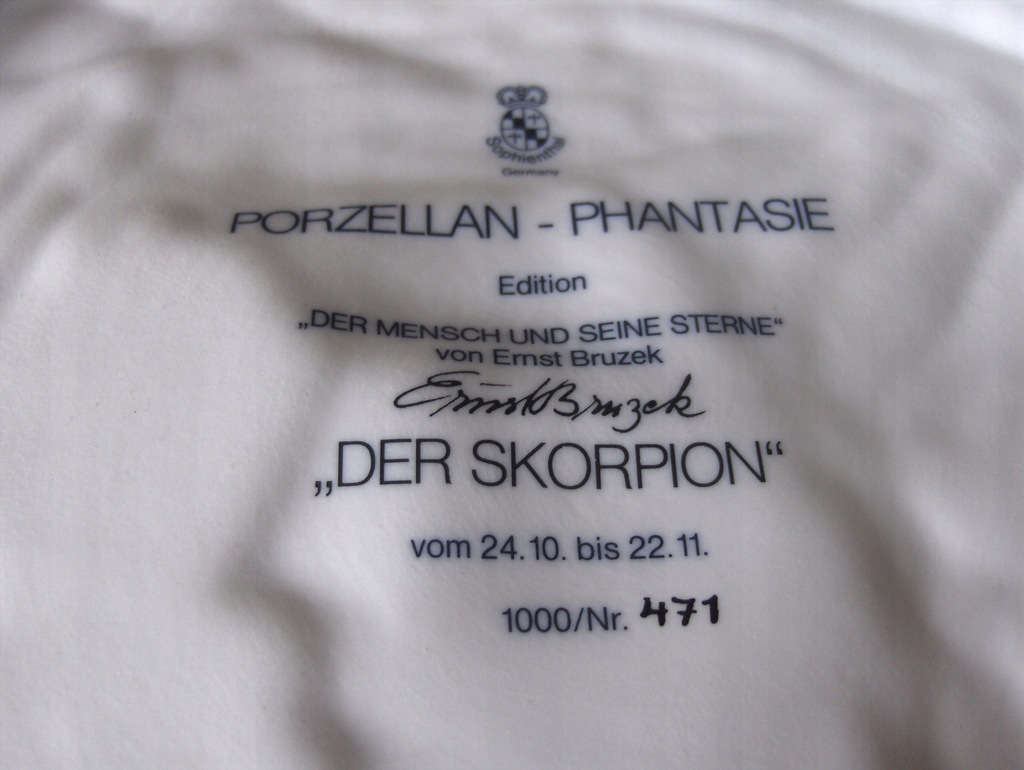 Sophienthal
Germany
PORZELLAN - PHANTASIE
Edition
„DER MENSCH UND SEINE STERNE“
von Ernst Bruzek
Ernst Bruzek
„DER SKORPION“
vom 24.10. bis 22.11.
1000/Nr. 471